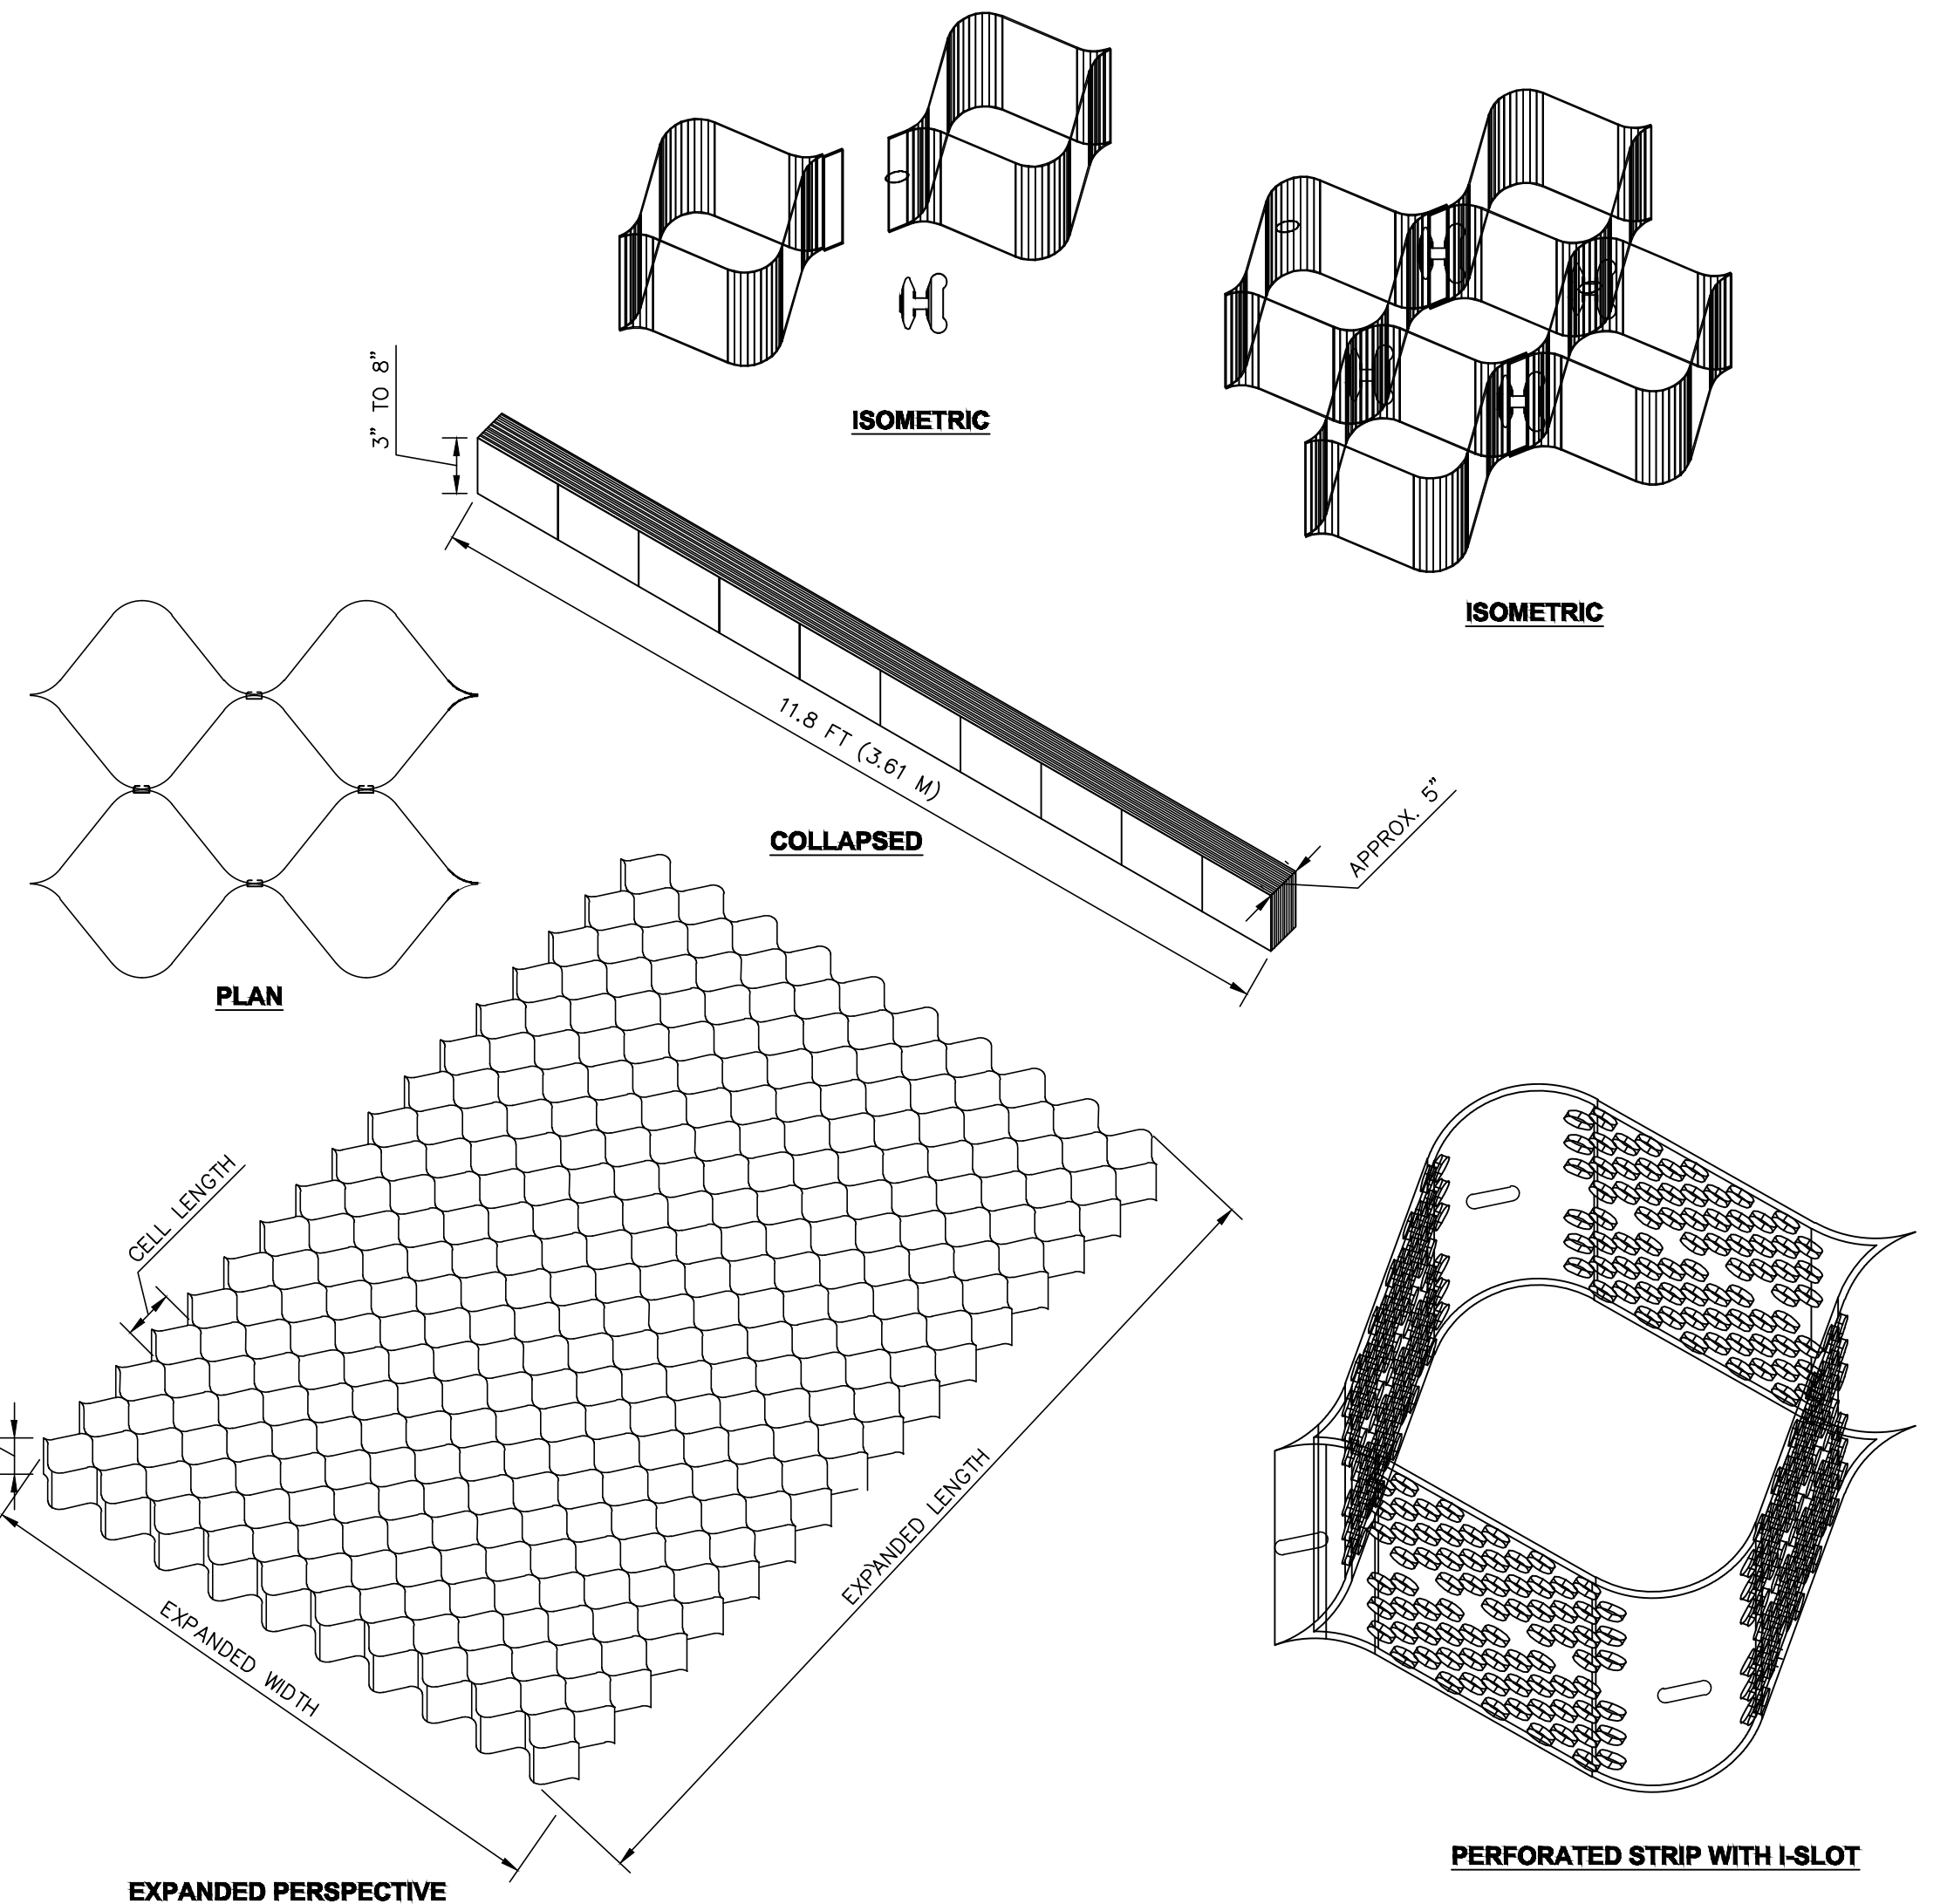 ISOMETRIC
3” TO 8”
ISOMETRIC
11.8 FT (3.61 M)
APPROX. 5”
COLLAPSED
PLAN
CELL LENGTH
EXPANDED LENGTH
EXPANDED WIDTH
PERFORATED STRIP WITH I-SLOT
EXPANDED PERSPECTIVE